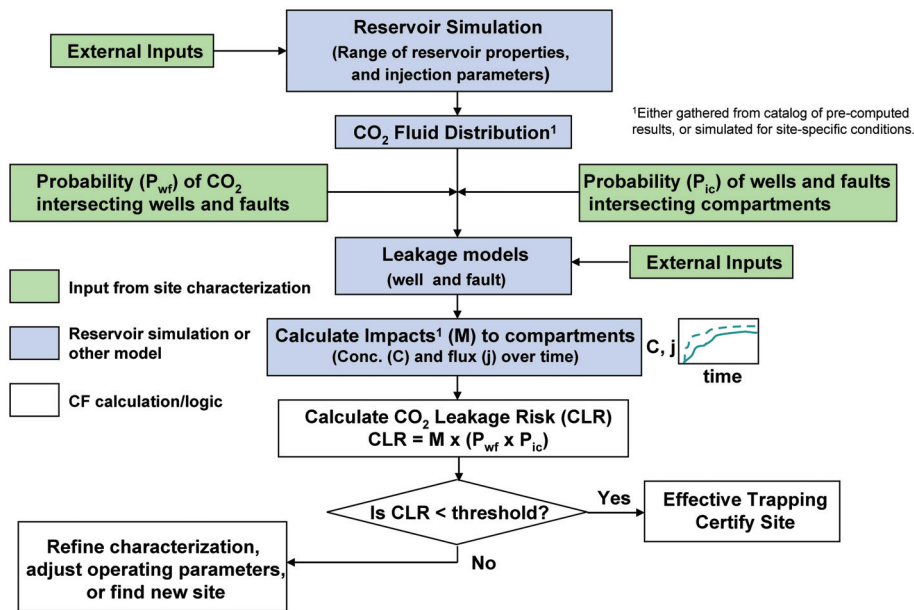 Reservoir Simulation
(Range of reservoir properties,
and injection parameters)
External Inputs
¹Either gathered from catalog of pre-computed
results, or simulated for site-specific conditions.
CO₂ Fluid Distribution¹
Probability (P_wf) of CO₂
intersecting wells and faults
Probability (P_ic) of wells and faults
intersecting compartments
Leakage models
(well and fault)
External Inputs
Input from site characterization
Reservoir simulation or
other model
CF calculation/logic
Calculate Impacts¹ (M) to compartments
(Conc. (C) and flux (j) over time)
C, j
time
Calculate CO₂ Leakage Risk (CLR)
CLR = M x (P_wf x P_ic)
Is CLR < threshold?
Yes
Effective Trapping
Certify Site
No
Refine characterization,
adjust operating parameters,
or find new site